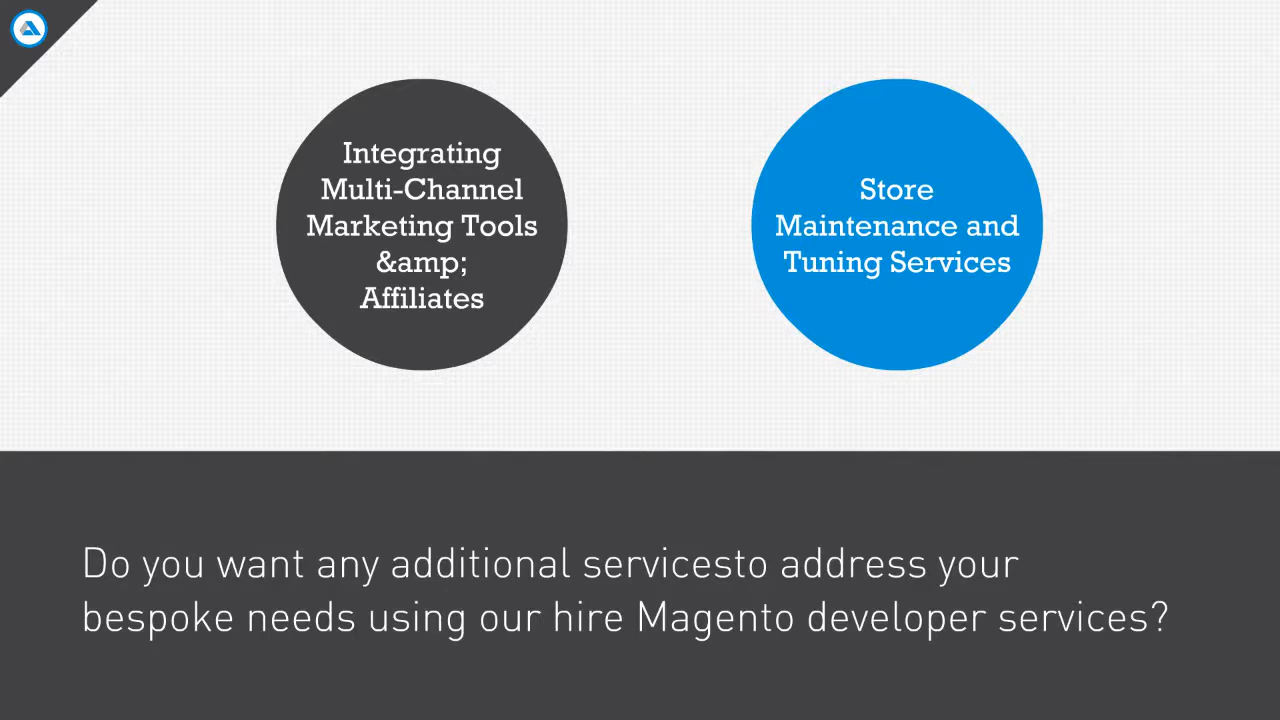 Integrating
Multi-Channel
Marketing Tools
&amp;
Affiliates
Store
Maintenance and
Tuning Services
Do you want any additional servicesto address your
bespoke needs using our hire Magento developer services?